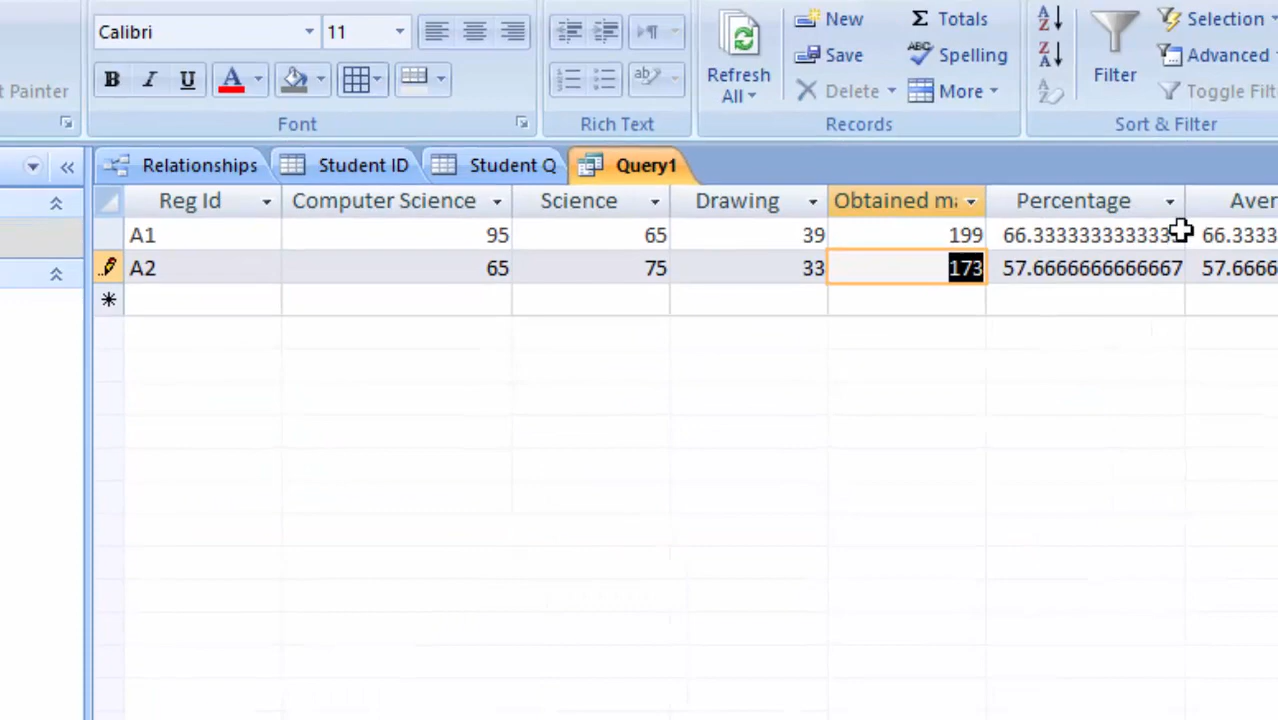 Calibri 11
New Σ Totals Selection
Save Spelling Advanced
Refresh All
Filter
B I U A
t Painter
Delete More Toggle Filt
Font Rich Text Records Sort & Filter
Relationships Student ID Student Q Query1
Reg Id Computer Science Science Drawing Obtained ma Percentage Aver
A1 95 65 39 199 66.333333333333 66.3333
A2 65 75 33 173 57.6666666666667 57.6666